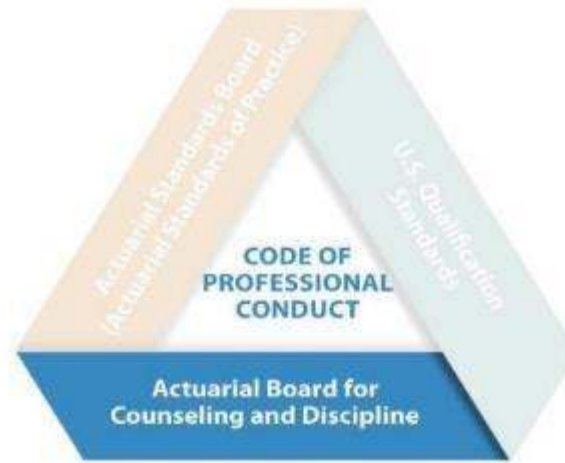 Actuarial Standards Board
(Actuarial Standards of Practice)
U.S. Qualification
Standards
CODE OF
PROFESSIONAL
CONDUCT
Actuarial Board for
Counseling and Discipline